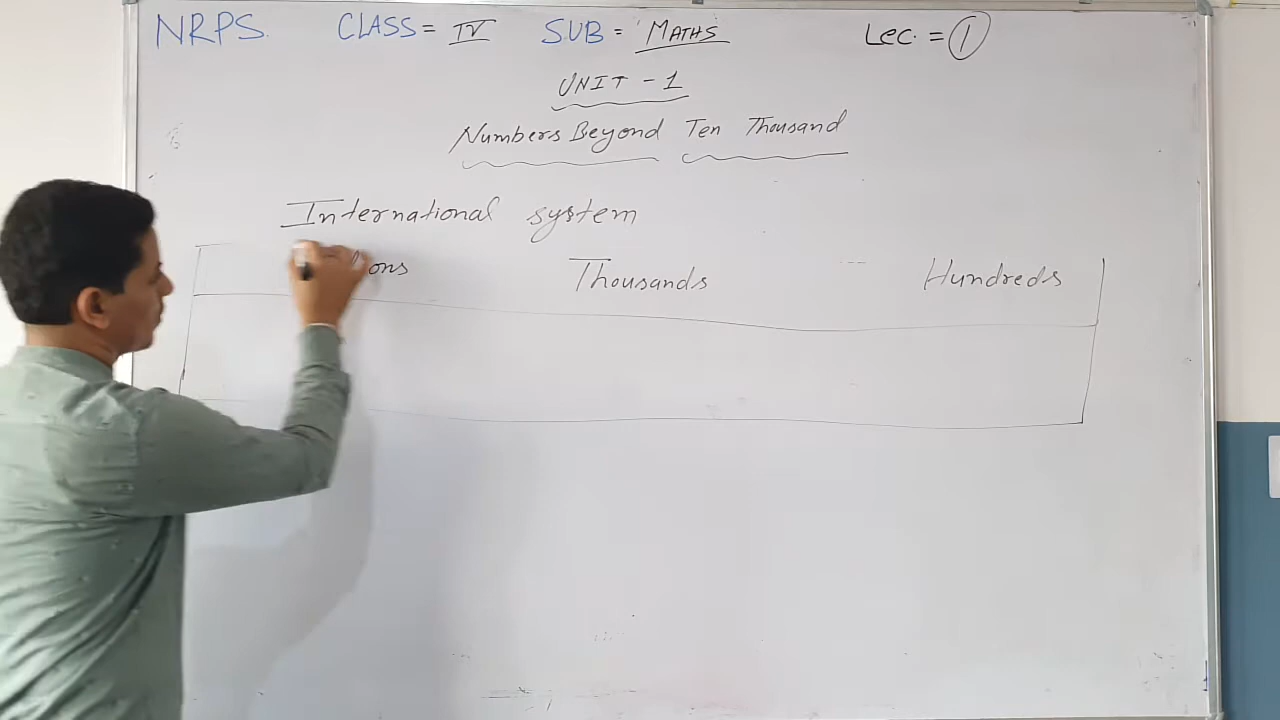 NRPS. CLASS = IV SUB = MATHS Lec. = 1
UNIT - 1
Numbers Beyond Ten Thousand
International system
Thousands Hundreds